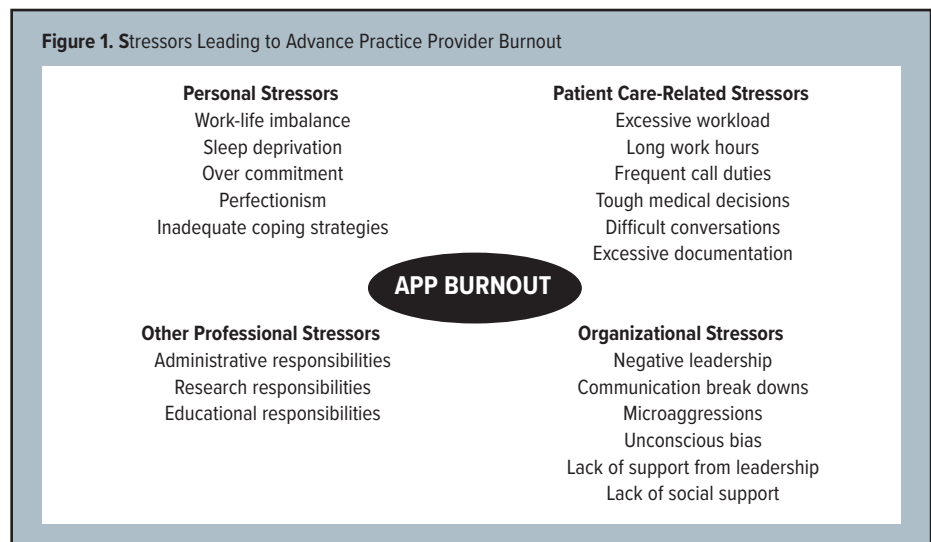 Figure 1. Stressors Leading to Advance Practice Provider Burnout
Personal Stressors
Work-life imbalance
Sleep deprivation
Over commitment
Perfectionism
Inadequate coping strategies
Patient Care-Related Stressors
Excessive workload
Long work hours
Frequent call duties
Tough medical decisions
Difficult conversations
Excessive documentation
APP BURNOUT
Other Professional Stressors
Administrative responsibilities
Research responsibilities
Educational responsibilities
Organizational Stressors
Negative leadership
Communication break downs
Microaggressions
Unconscious bias
Lack of support from leadership
Lack of social support